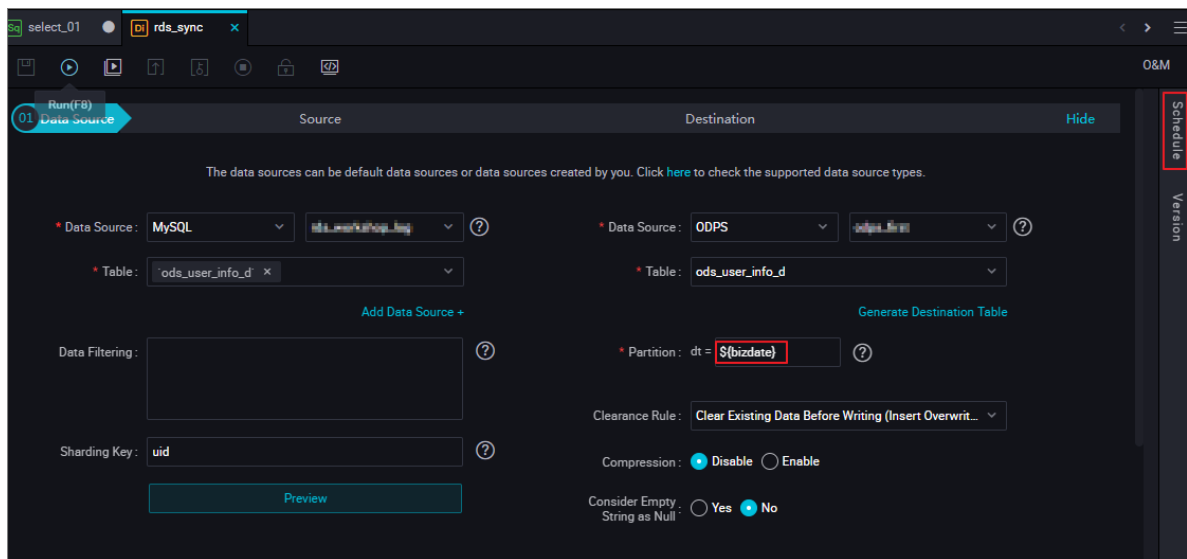 Sq select_01
Di rds_sync ×
O&M
Run(F8)
01 Data Source Source Destination Hide
Schedule
Version
The data sources can be default data sources or data sources created by you. Click here to check the supported data source types.
* Data Source : MySQL ?
* Data Source : ODPS ?
* Table : `ods_user_info_d` ×
* Table : ods_user_info_d
Add Data Source +
Generate Destination Table
Data Filtering : ?
* Partition : dt = ${bizdate} ?
Clearance Rule : Clear Existing Data Before Writing (Insert Overwrit...
Sharding Key : uid ?
Compression : Disable Enable
Preview
Consider Empty String as Null : Yes No